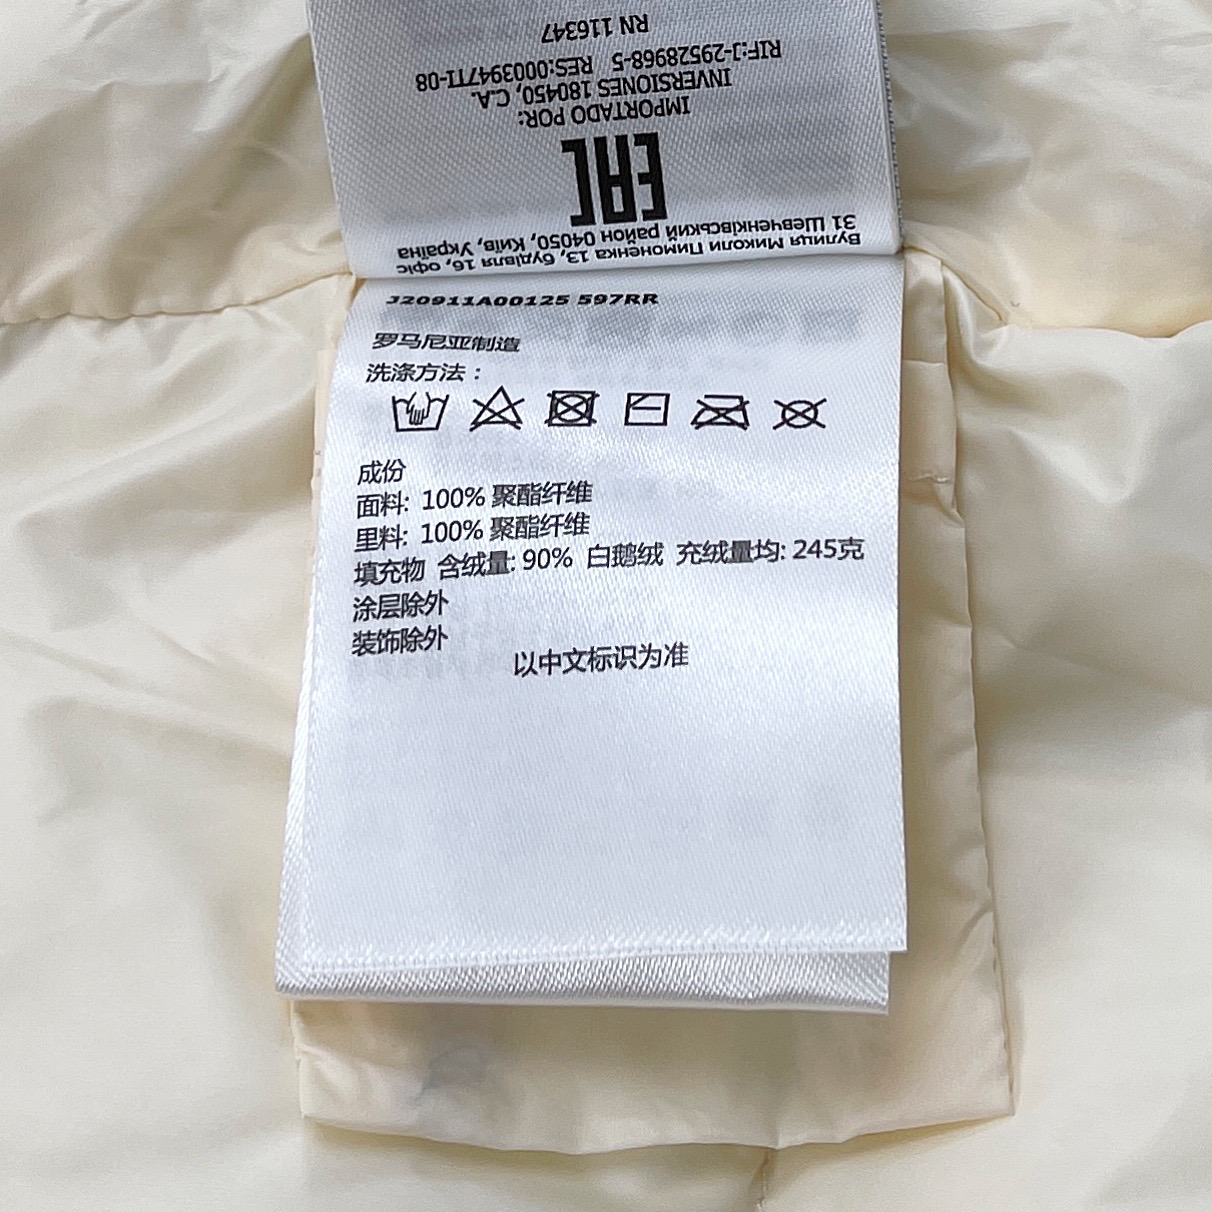 Вулиця Миколи Пимоненка 13, будівля 16, офіс
31 Шевченківський район 04050, Київ, Україна
EAC
IMPORTADO POR:
INVERSIONES 180450, C.A.
RIF:J-29528968-5 RES:0003947TI-08
RN 116347
J20911A00125 597RR
罗马尼亚制造
洗涤方法：
成份
面料: 100% 聚酯纤维
里料: 100% 聚酯纤维
填充物 含绒量: 90% 白鹅绒 充绒量均: 245克
涂层除外
装饰除外
以中文标识为准